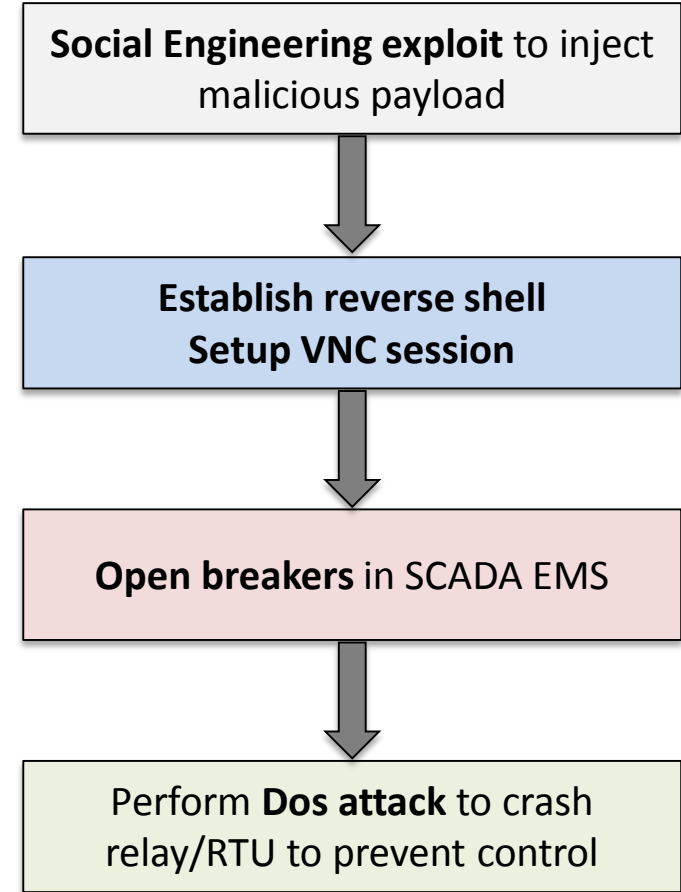 Social Engineering exploit to inject
malicious payload
Establish reverse shell
Setup VNC session
Open breakers in SCADA EMS
Perform Dos attack to crash
relay/RTU to prevent control